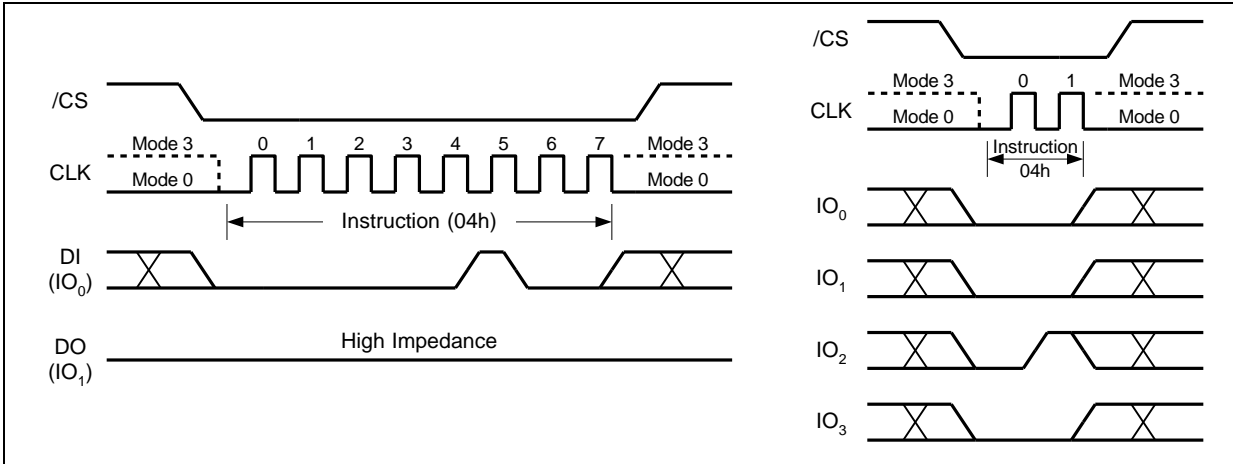 /CS
Mode 3 0 1 2 3 4 5 6 7 Mode 3
CLK
Mode 0 Mode 0
Instruction (04h)
DI
(IO0)
High Impedance
DO
(IO1)
/CS
Mode 3 0 1 Mode 3
CLK
Mode 0 Mode 0
Instruction
04h
IO0
IO1
IO2
IO3